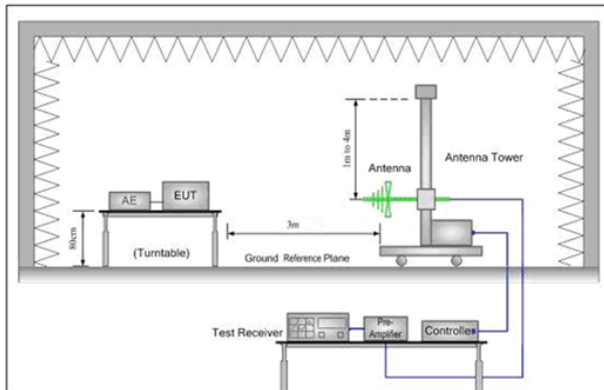 1m to 4m
Antenna
Antenna Tower
AE
EUT
80cm
(Turntable)
3m
Ground Reference Plane
Test Receiver
Pre-
Amplifier
Controller